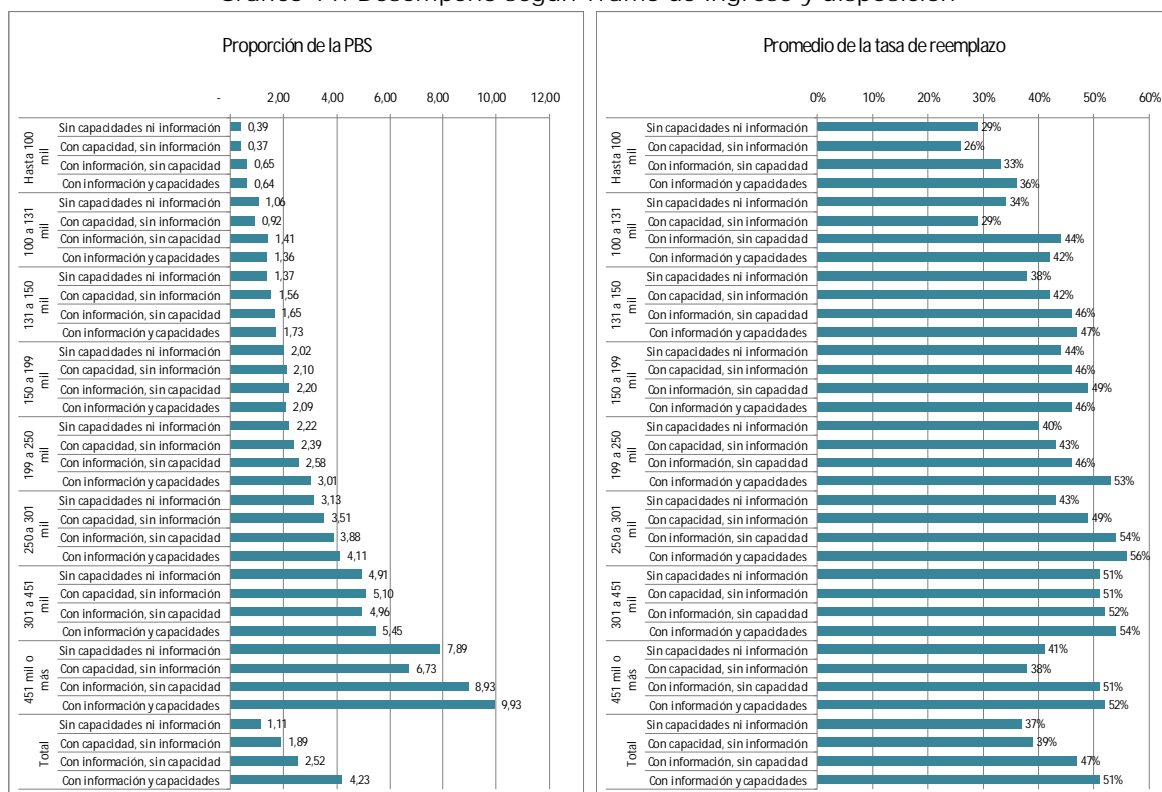 Desempeño según Tramo de ingreso y disposición
Proporción de la PBS
- 2,00 4,00 6,00 8,00 10,00 12,00
Hasta 100 mil
Sin capacidades ni información 0,39
Con capacidad, sin información 0,37
Con información, sin capacidad 0,65
Con información y capacidades 0,64
100 a 131 mil
Sin capacidades ni información 1,06
Con capacidad, sin información 0,92
Con información, sin capacidad 1,41
Con información y capacidades 1,36
131 a 150 mil
Sin capacidades ni información 1,37
Con capacidad, sin información 1,56
Con información, sin capacidad 1,65
Con información y capacidades 1,73
150 a 199 mil
Sin capacidades ni información 2,02
Con capacidad, sin información 2,10
Con información, sin capacidad 2,20
Con información y capacidades 2,09
199 a 250 mil
Sin capacidades ni información 2,22
Con capacidad, sin información 2,39
Con información, sin capacidad 2,58
Con información y capacidades 3,01
250 a 301 mil
Sin capacidades ni información 3,13
Con capacidad, sin información 3,51
Con información, sin capacidad 3,88
Con información y capacidades 4,11
301 a 451 mil
Sin capacidades ni información 4,91
Con capacidad, sin información 5,10
Con información, sin capacidad 4,96
Con información y capacidades 5,45
451 mil o más
Sin capacidades ni información 7,89
Con capacidad, sin información 6,73
Con información, sin capacidad 8,93
Con información y capacidades 9,93
Total
Sin capacidades ni información 1,11
Con capacidad, sin información 1,89
Con información, sin capacidad 2,52
Con información y capacidades 4,23
Promedio de la tasa de reemplazo
0% 10% 20% 30% 40% 50% 60%
Hasta 100 mil
Sin capacidades ni información 29%
Con capacidad, sin información 26%
Con información, sin capacidad 33%
Con información y capacidades 36%
100 a 131 mil
Sin capacidades ni información 34%
Con capacidad, sin información 29%
Con información, sin capacidad 44%
Con información y capacidades 42%
131 a 150 mil
Sin capacidades ni información 38%
Con capacidad, sin información 42%
Con información, sin capacidad 46%
Con información y capacidades 47%
150 a 199 mil
Sin capacidades ni información 44%
Con capacidad, sin información 46%
Con información, sin capacidad 49%
Con información y capacidades 46%
199 a 250 mil
Sin capacidades ni información 40%
Con capacidad, sin información 43%
Con información, sin capacidad 46%
Con información y capacidades 53%
250 a 301 mil
Sin capacidades ni información 43%
Con capacidad, sin información 49%
Con información, sin capacidad 54%
Con información y capacidades 56%
301 a 451 mil
Sin capacidades ni información 51%
Con capacidad, sin información 51%
Con información, sin capacidad 52%
Con información y capacidades 54%
451 mil o más
Sin capacidades ni información 41%
Con capacidad, sin información 38%
Con información, sin capacidad 51%
Con información y capacidades 52%
Total
Sin capacidades ni información 37%
Con capacidad, sin información 39%
Con información, sin capacidad 47%
Con información y capacidades 51%